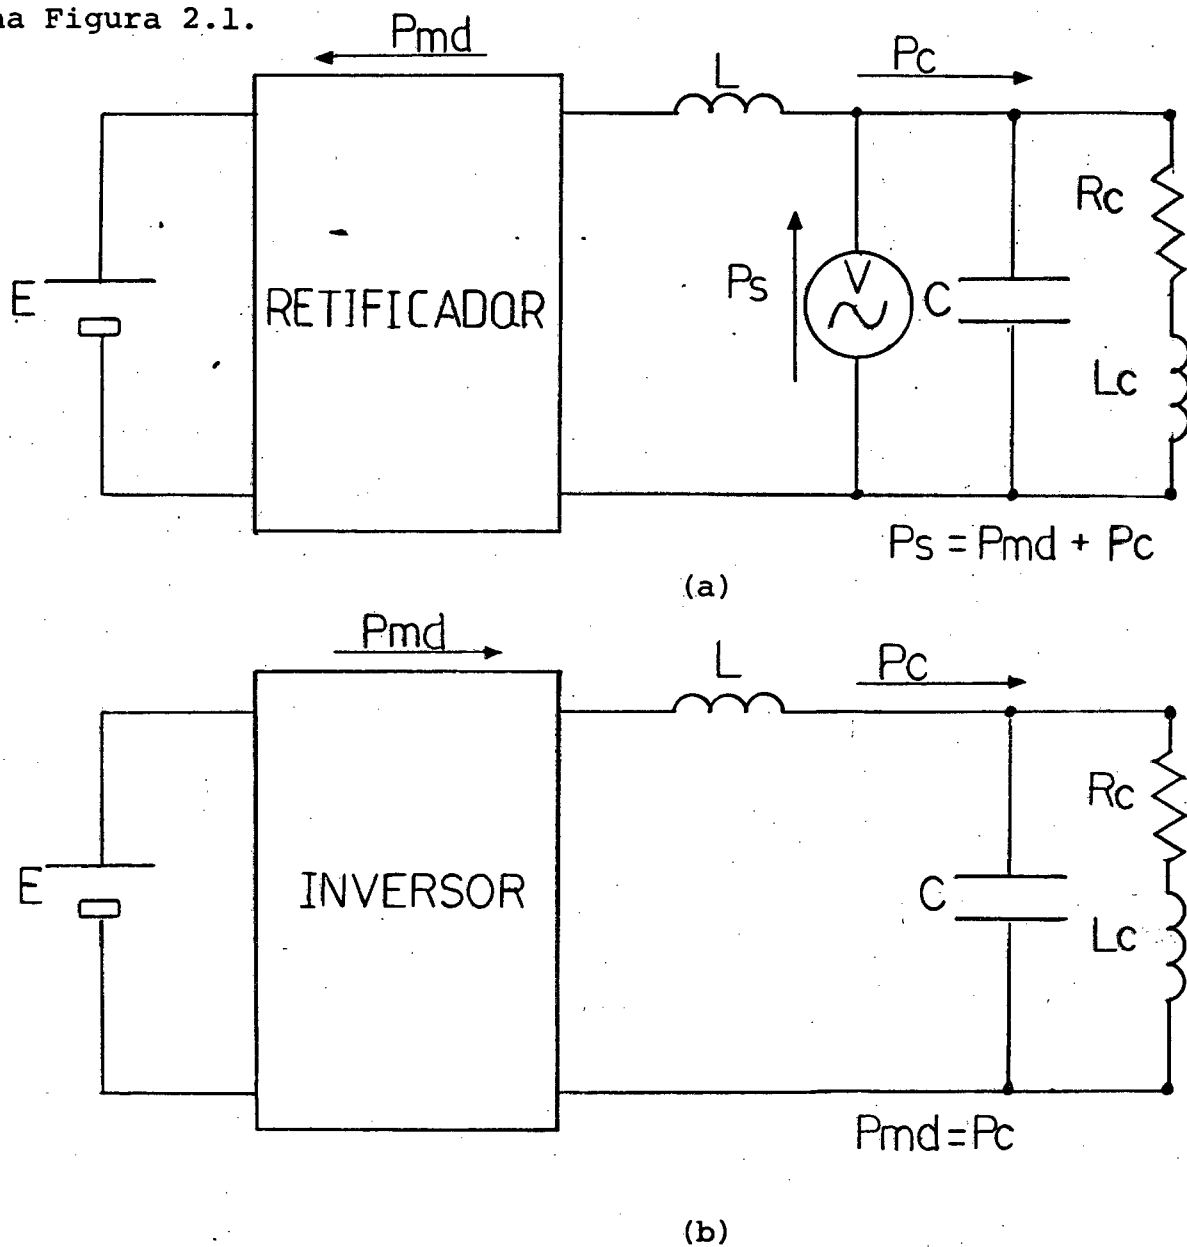 na Figura 2.1.
Pmd
L
Pc
Rc
Ps
V
C
E
RETIFICADOR
Lc
Ps = Pmd + Pc
(a)
Pmd
L
Pc
Rc
E
INVERSOR
C
Lc
Pmd = Pc
(b)